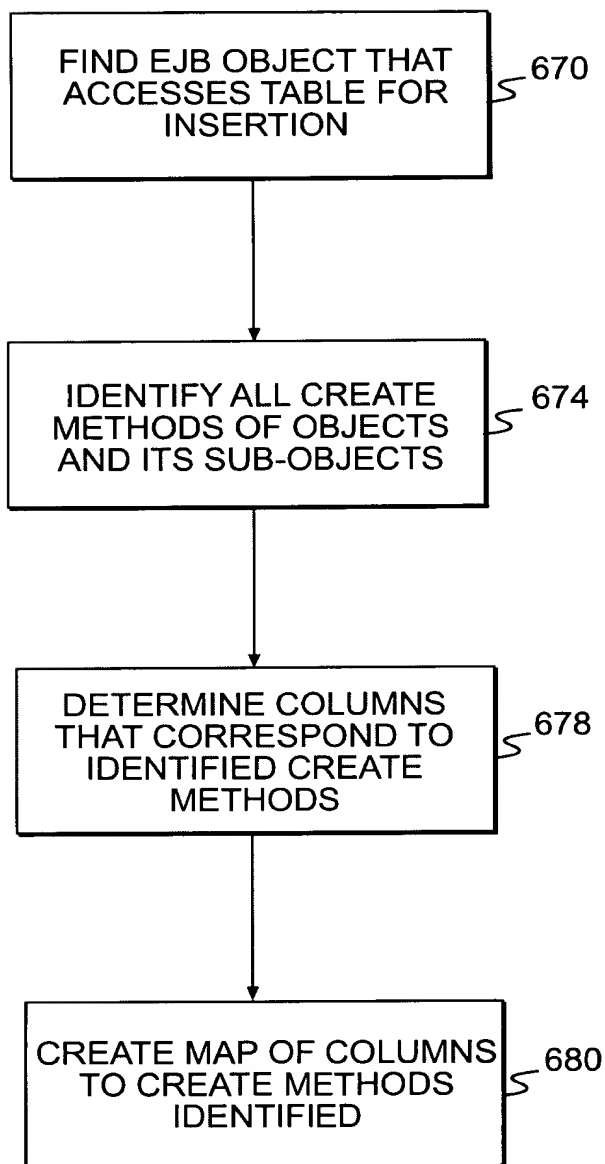 FIND EJB OBJECT THAT
ACCESSES TABLE FOR
INSERTION
670
IDENTIFY ALL CREATE
METHODS OF OBJECTS
AND ITS SUB-OBJECTS
674
DETERMINE COLUMNS
THAT CORRESPOND TO
IDENTIFIED CREATE
METHODS
678
CREATE MAP OF COLUMNS
TO CREATE METHODS
IDENTIFIED
680